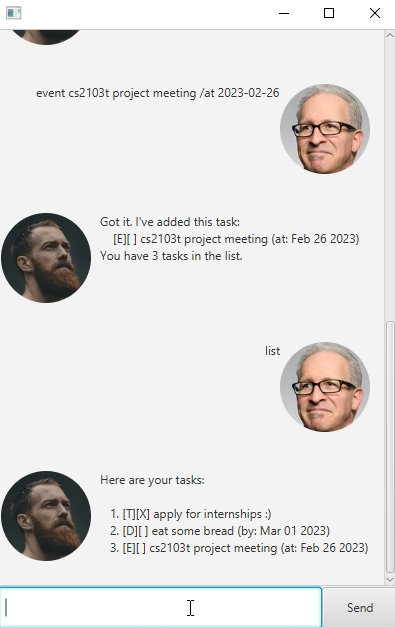 event cs2103t project meeting /at 2023-02-26
Got it. I've added this task:
[E][ ] cs2103t project meeting (at: Feb 26 2023)
You have 3 tasks in the list.
list
Here are your tasks:
1. [T][X] apply for internships :)
2. [D][ ] eat some bread (by: Mar 01 2023)
3. [E][ ] cs2103t project meeting (at: Feb 26 2023)
Send